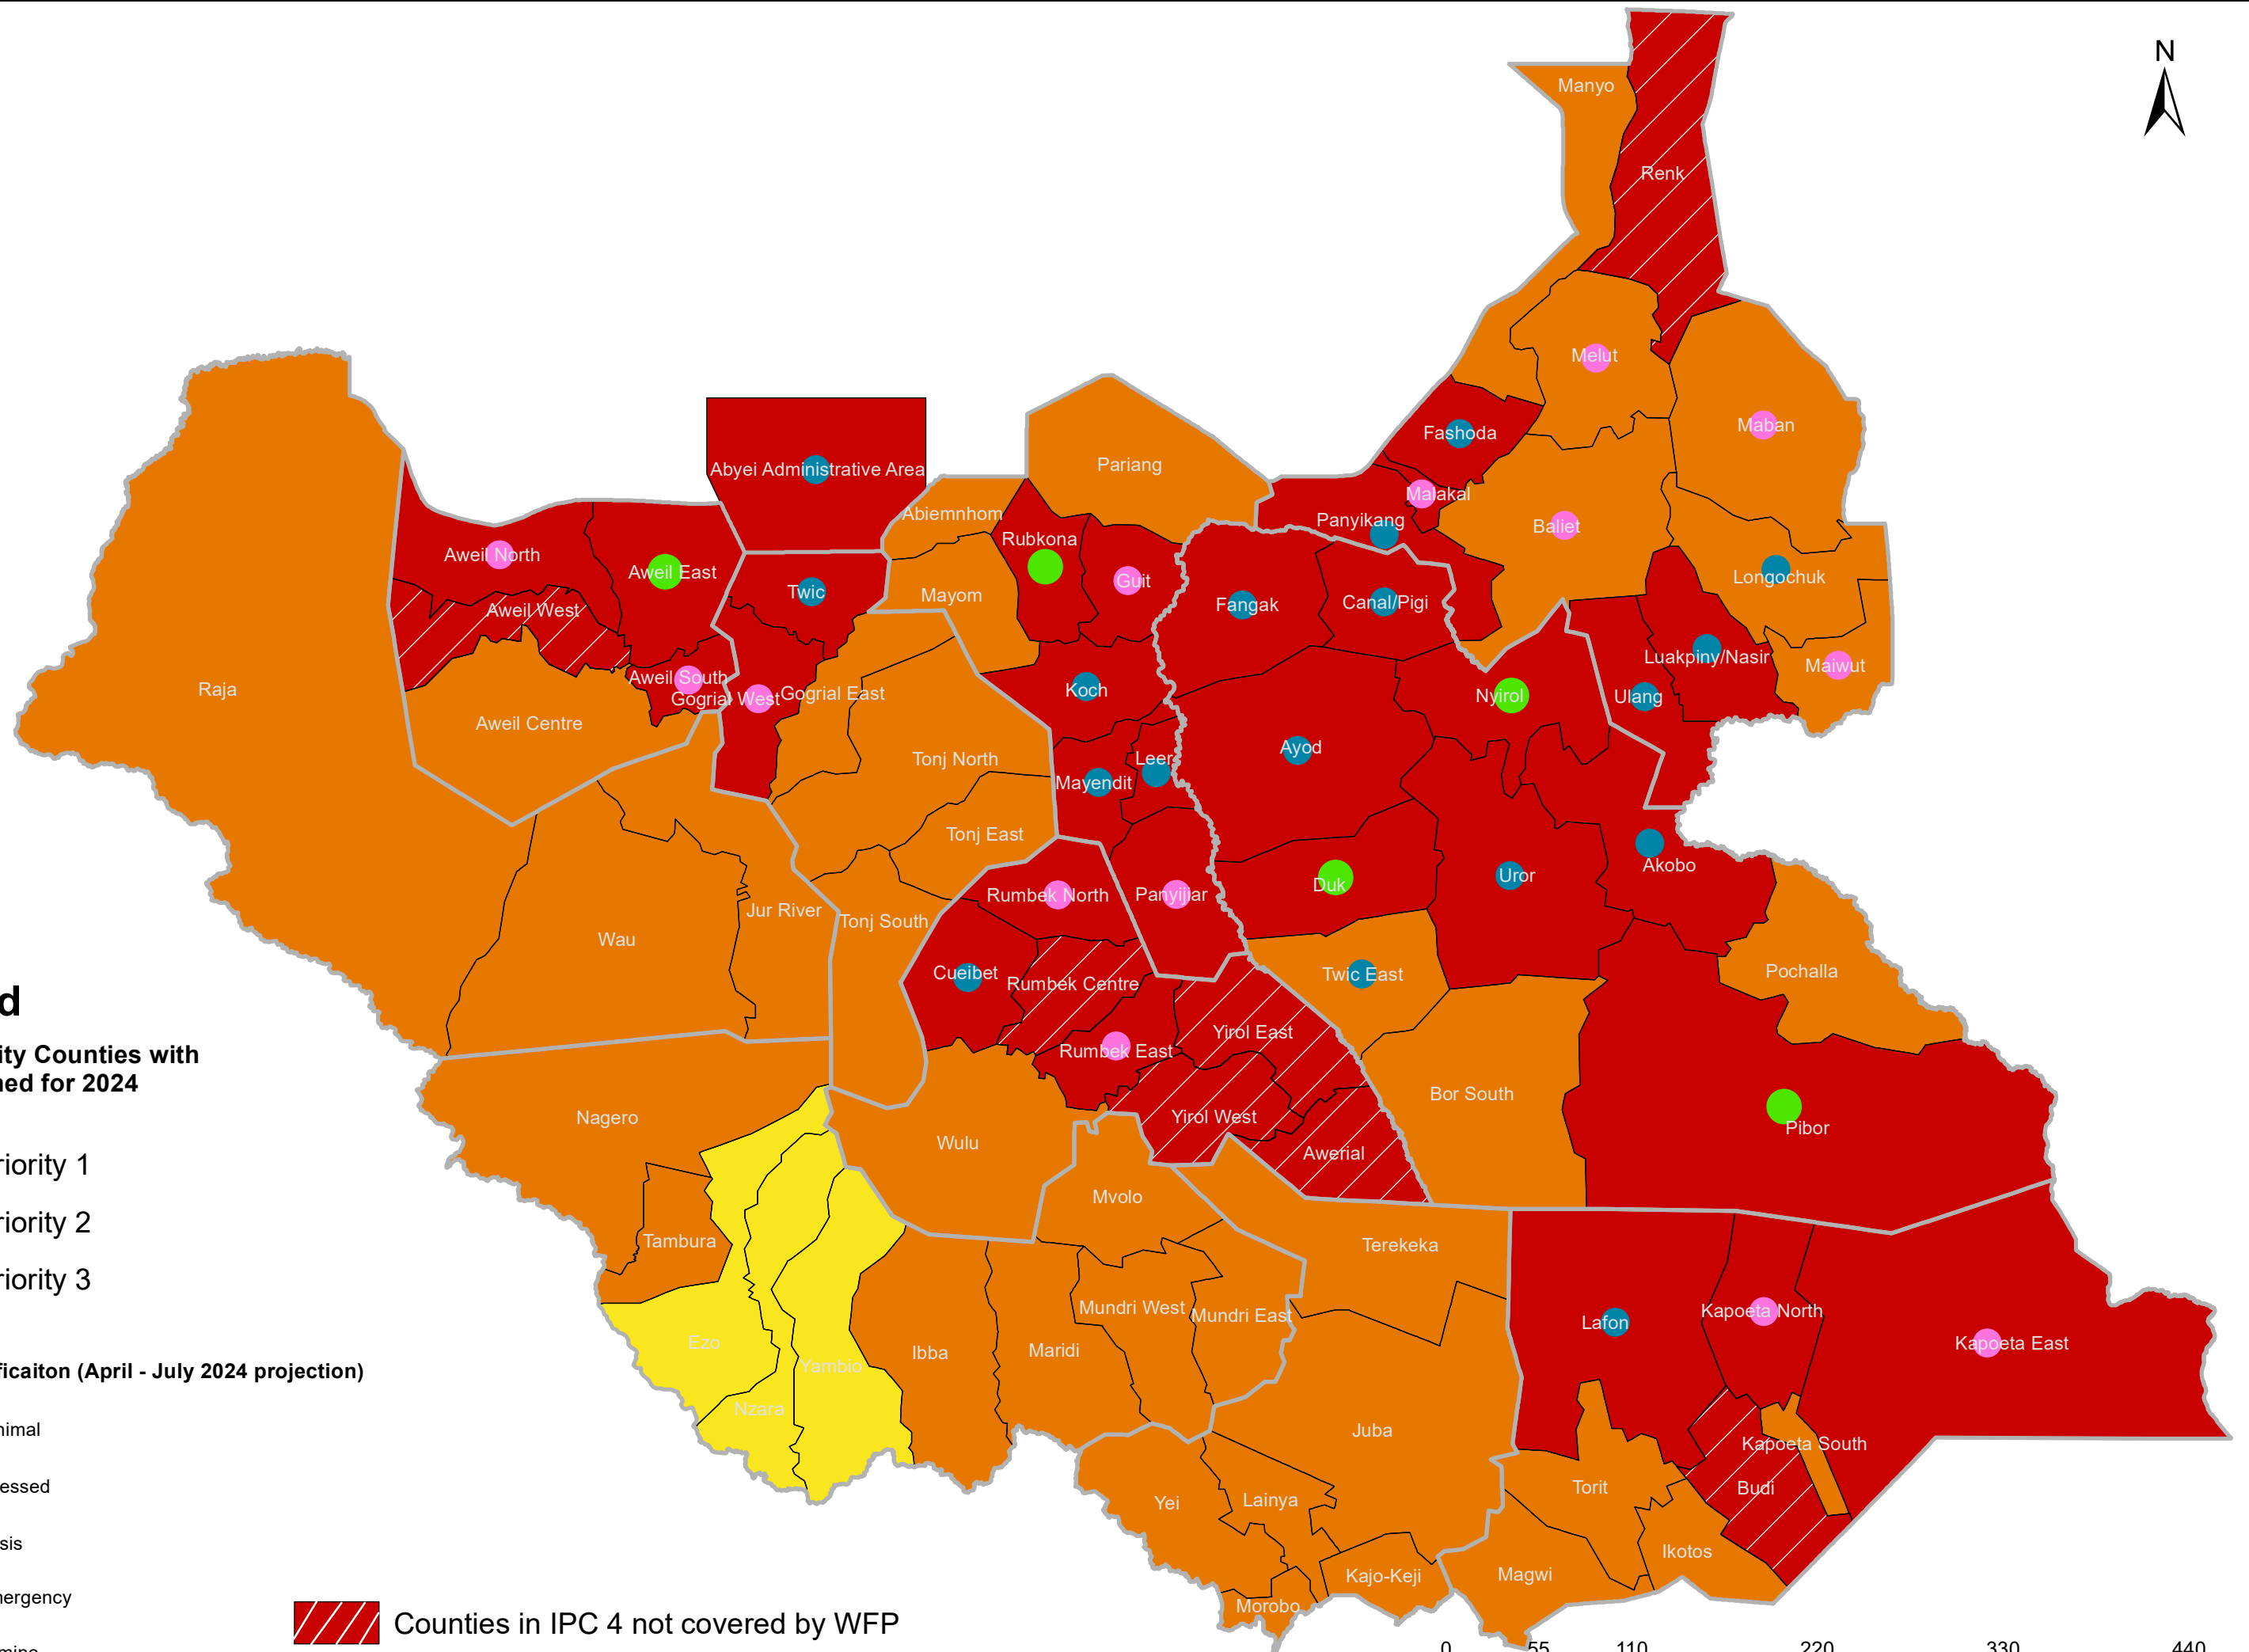 N
Manyo
Renk
Melut
Maban
Fashoda
Abyei Administrative Area
Pariang
Malakal
Abiemnhom
Panyikang
Baliet
Rubkona
Aweil North
Aweil East
Guit
Longochuk
Twic
Mayom
Fangak
Canal/Pigi
Aweil West
Luakpiny/Nasir
Maiwut
Aweil South
Raja
Koch
Gogrial West
Gogrial East
Nyirol
Ulang
Aweil Centre
Ayod
Tonj North
Leer
Mayendit
Tonj East
Akobo
Uror
Duk
Rumbek North
Panyijiar
Jur River
Tonj South
Wau
Cueibet
Rumbek Centre
Twic East
Pochalla
d
ity Counties with
ned for 2024
Yirol East
Rumbek East
Bor South
Nagero
Yirol West
Pibor
Wulu
Awerial
riority 1
Mvolo
riority 2
Tambura
Terekeka
riority 3
Mundri West
Mundri East
Kapoeta North
Lafon
Ezo
Ibba
Maridi
Kapoeta East
Yambio
ficaiton (April - July 2024 projection)
Nzara
Juba
nimal
Kapoeta South
essed
Torit
Budi
Yei
Lainya
sis
Ikotos
Kajo-Keji
Magwi
mergency
Morobo
Counties in IPC 4 not covered by WFP
0 55 110 220 330 440